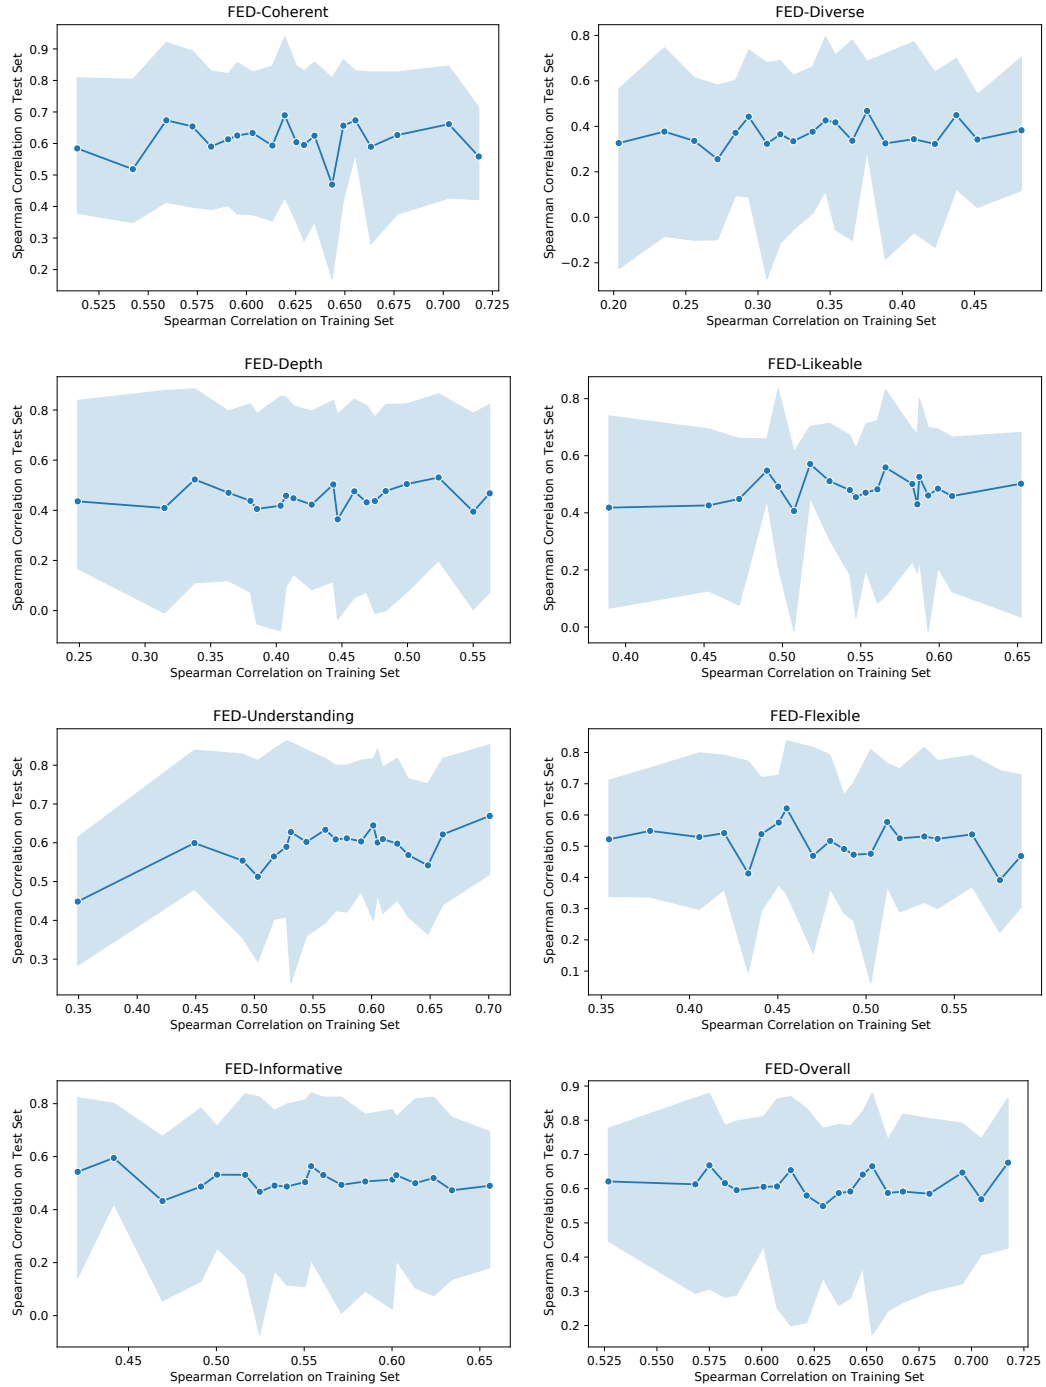 FED-Coherent
Spearman Correlation on Test Set
0.9
0.8
0.7
0.6
0.5
0.4
0.3
0.2
0.525 0.550 0.575 0.600 0.625 0.650 0.675 0.700 0.725
Spearman Correlation on Training Set
FED-Diverse
Spearman Correlation on Test Set
0.8
0.6
0.4
0.2
0.0
−0.2
0.20 0.25 0.30 0.35 0.40 0.45
Spearman Correlation on Training Set
FED-Depth
Spearman Correlation on Test Set
0.8
0.6
0.4
0.2
0.0
0.25 0.30 0.35 0.40 0.45 0.50 0.55
Spearman Correlation on Training Set
FED-Likeable
Spearman Correlation on Test Set
0.8
0.6
0.4
0.2
0.0
0.40 0.45 0.50 0.55 0.60 0.65
Spearman Correlation on Training Set
FED-Understanding
Spearman Correlation on Test Set
0.8
0.7
0.6
0.5
0.4
0.3
0.35 0.40 0.45 0.50 0.55 0.60 0.65 0.70
Spearman Correlation on Training Set
FED-Flexible
Spearman Correlation on Test Set
0.8
0.7
0.6
0.5
0.4
0.3
0.2
0.1
0.35 0.40 0.45 0.50 0.55
Spearman Correlation on Training Set
FED-Informative
Spearman Correlation on Test Set
0.8
0.6
0.4
0.2
0.0
0.45 0.50 0.55 0.60 0.65
Spearman Correlation on Training Set
FED-Overall
Spearman Correlation on Test Set
0.9
0.8
0.7
0.6
0.5
0.4
0.3
0.2
0.525 0.550 0.575 0.600 0.625 0.650 0.675 0.700 0.725
Spearman Correlation on Training Set